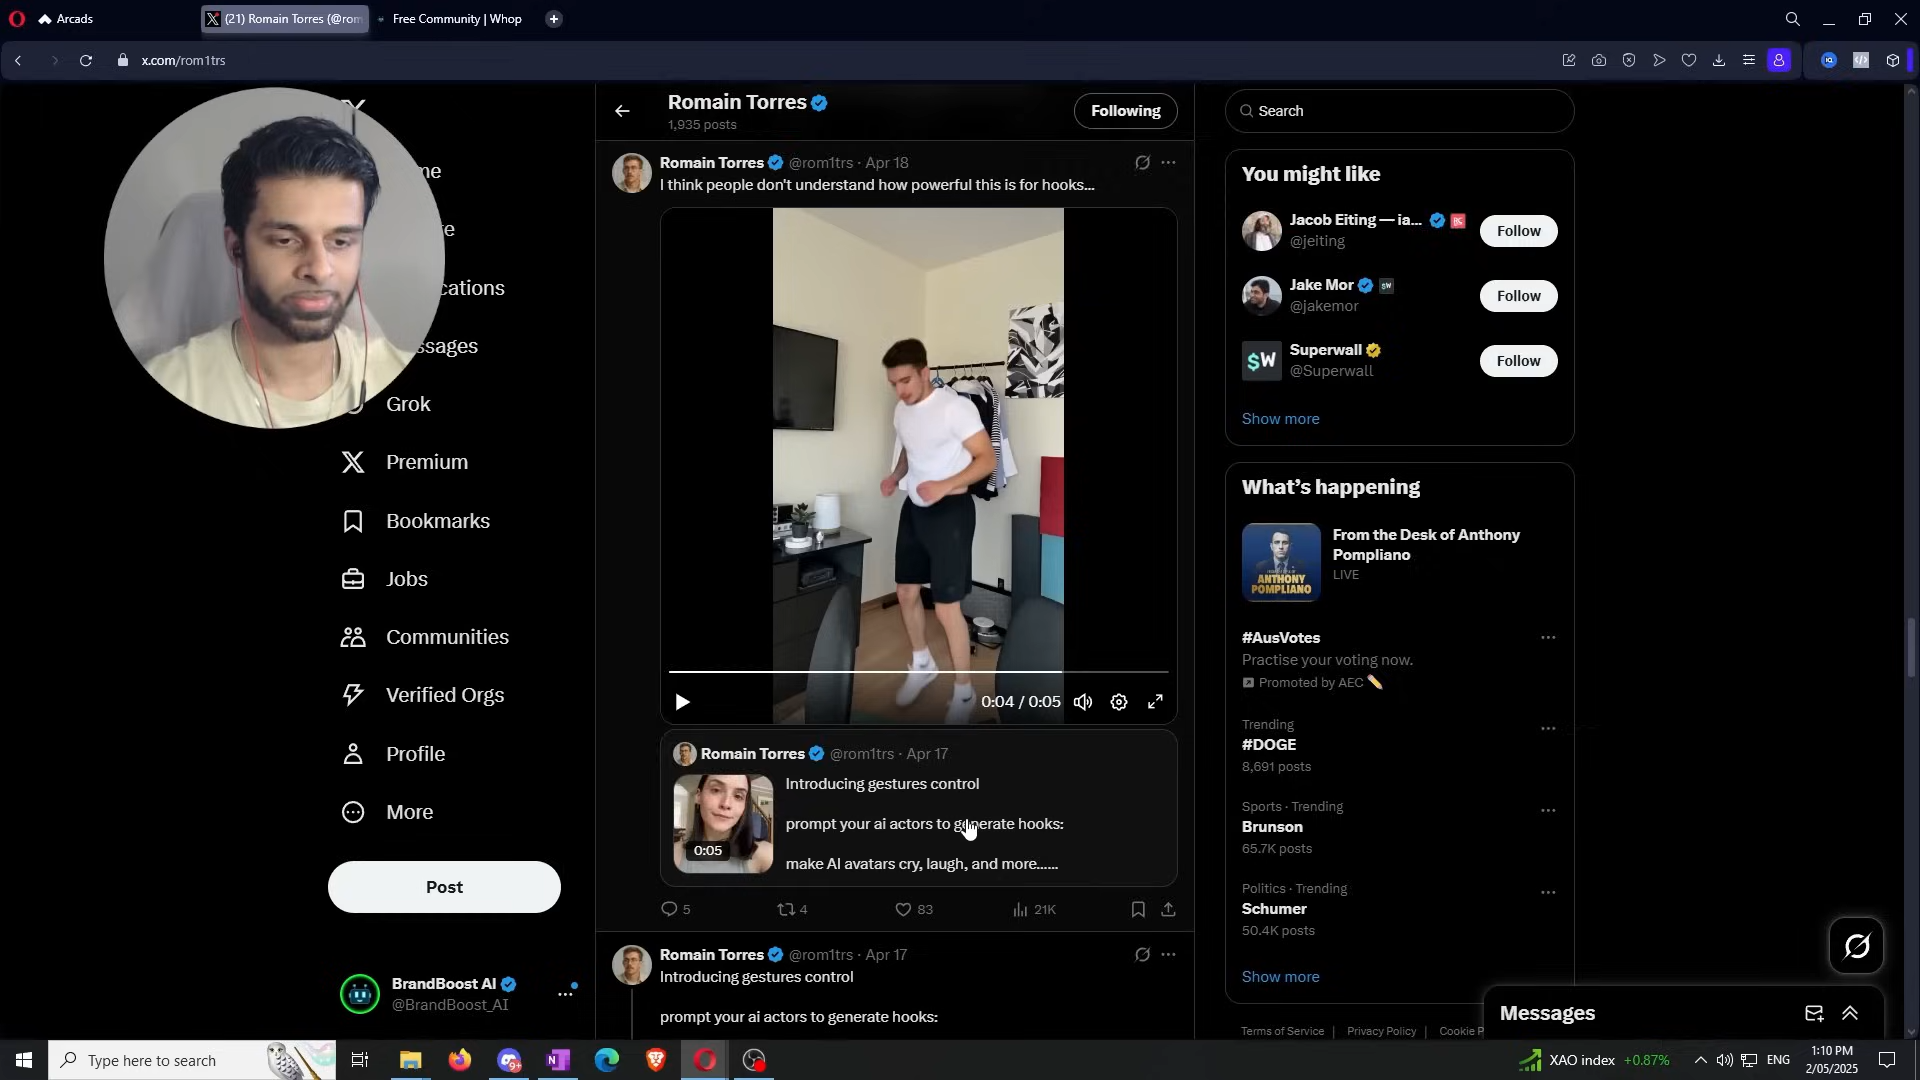 Arcads
(21) Romain Torres (@rom
Free Community | Whop
x.com/rom1trs
Romain Torres
1,935 posts
Following
Search
Romain Torres @rom1trs · Apr 18
I think people don't understand how powerful this is for hooks...
0:04 / 0:05
Romain Torres @rom1trs · Apr 17
Introducing gestures control
prompt your ai actors to generate hooks:
make AI avatars cry, laugh, and more......
0:05
5
4
83
21K
Romain Torres @rom1trs · Apr 17
Introducing gestures control
prompt your ai actors to generate hooks:
Grok
Premium
Bookmarks
Jobs
Communities
Verified Orgs
Profile
More
Post
BrandBoost AI
@BrandBoost_AI
You might like
Jacob Eiting — ia...
@jeiting
Follow
Jake Mor
@jakemor
Follow
Superwall
@Superwall
Follow
$W
Show more
What's happening
From the Desk of Anthony
Pompliano
LIVE
ANTHONY
POMPLIANO
#AusVotes
Practise your voting now.
Promoted by AEC
Trending
#DOGE
8,691 posts
Sports · Trending
Brunson
65.7K posts
Politics · Trending
Schumer
50.4K posts
Show more
Terms of Service | Privacy Policy | Cookie P
Messages
Type here to search
XAO index +0.87%
ENG
1:10 PM
2/05/2025